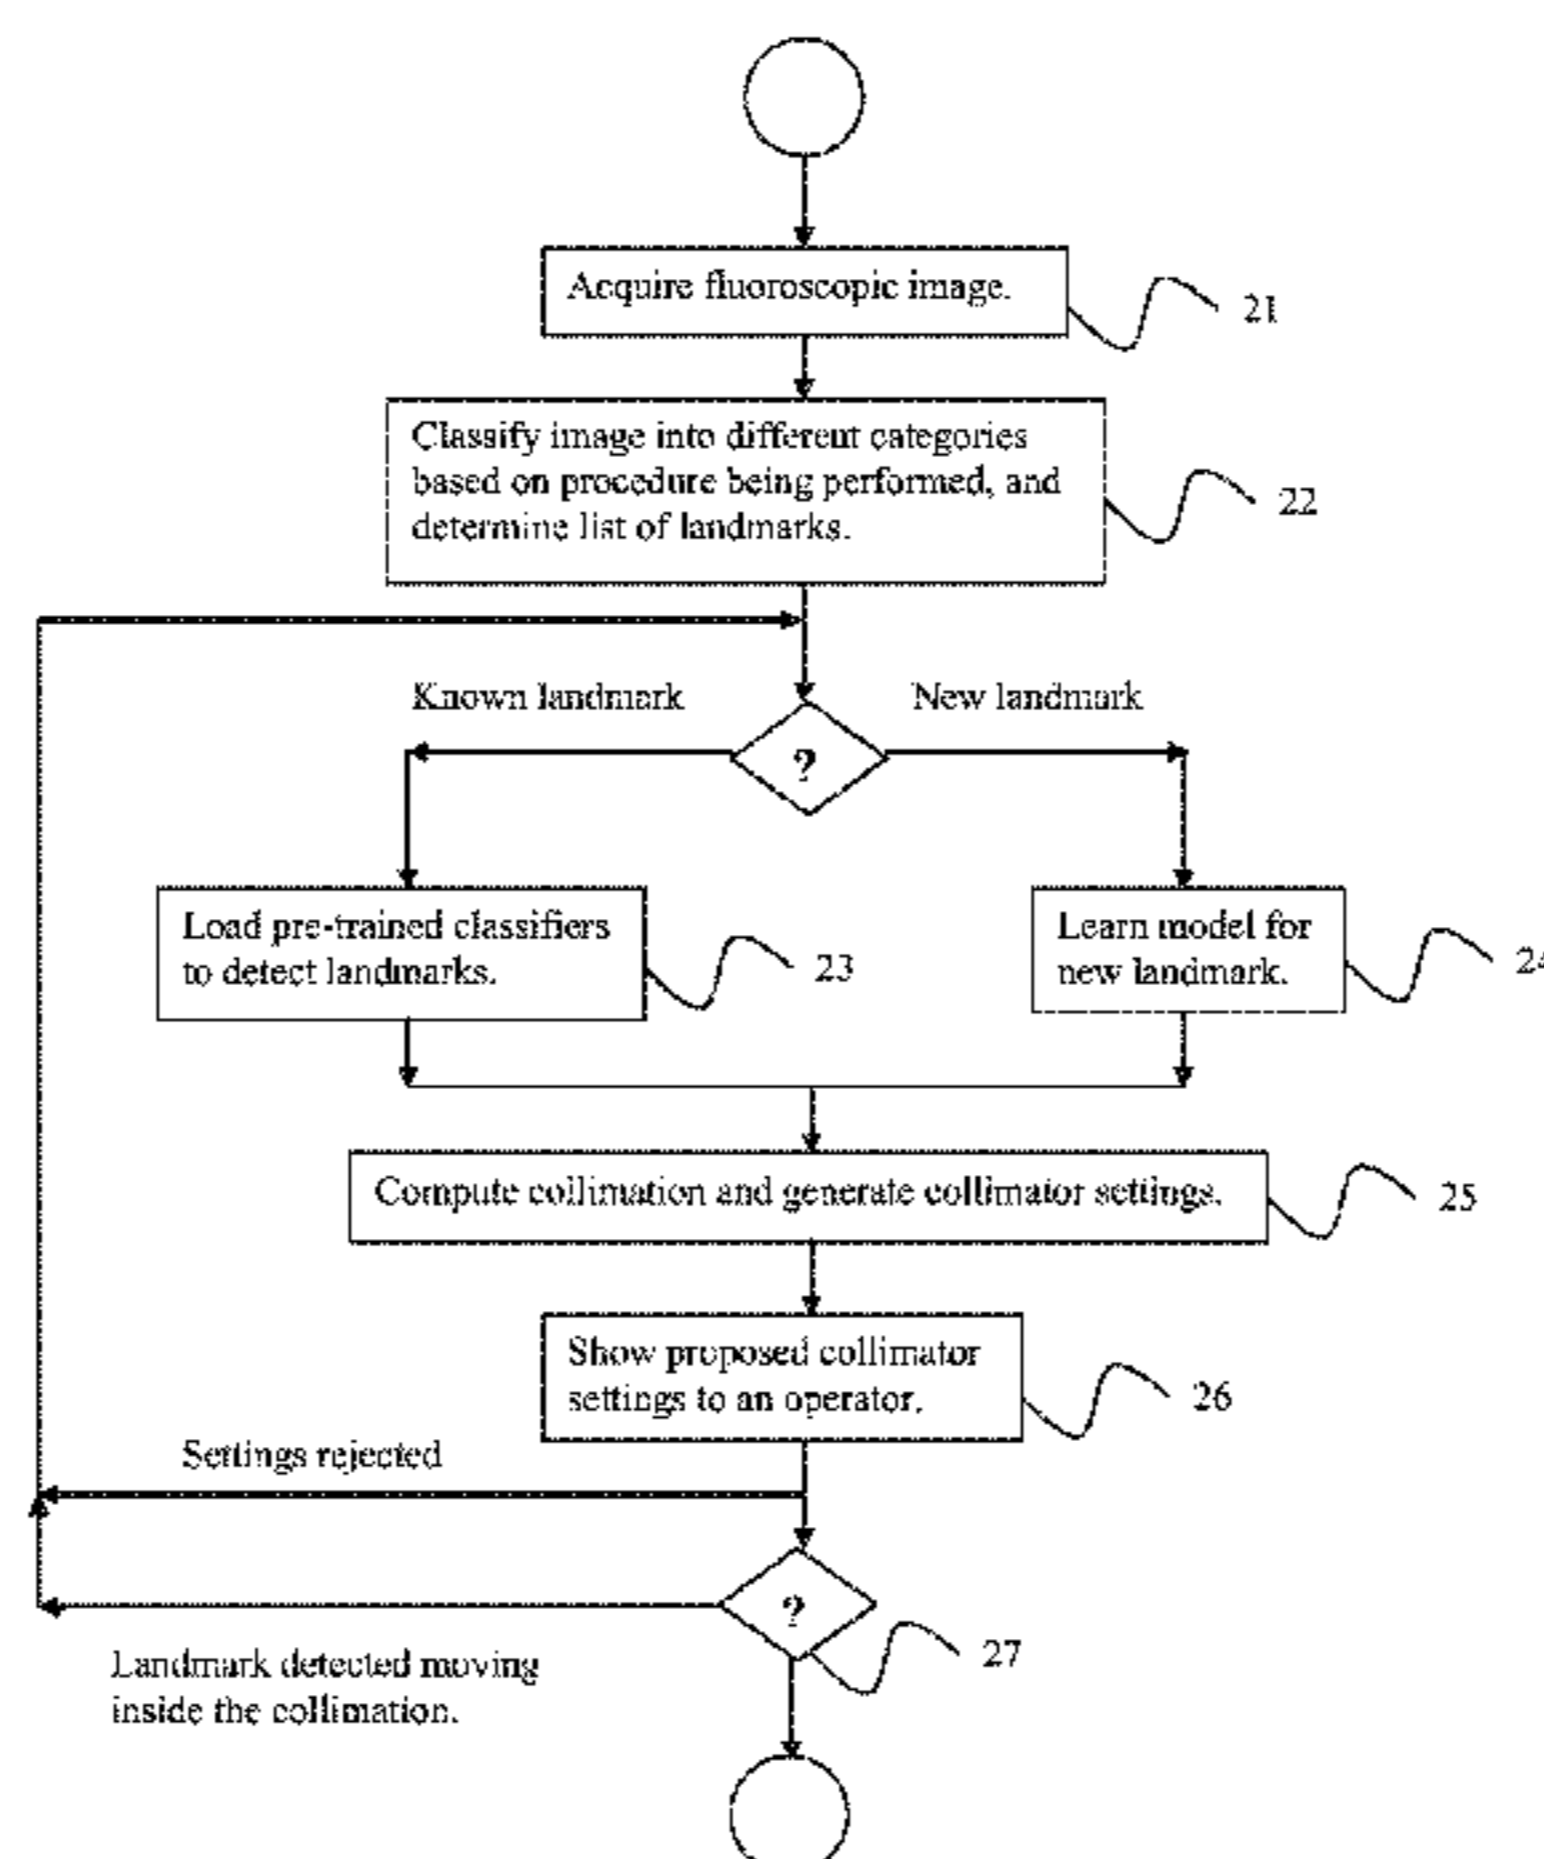 Acquire fluoroscopic image.
21
Classify image into different categories
based on procedure being performed, and
determine list of landmarks.
22
Known landmark
New landmark
?
Load pre-trained classifiers
to detect landmarks.
23
Learn model for
new landmark.
24
Compute collimation and generate collimator settings.
25
Show proposed collimator
settings to an operator.
26
Settings rejected
?
27
Landmark detected moving
inside the collimation.